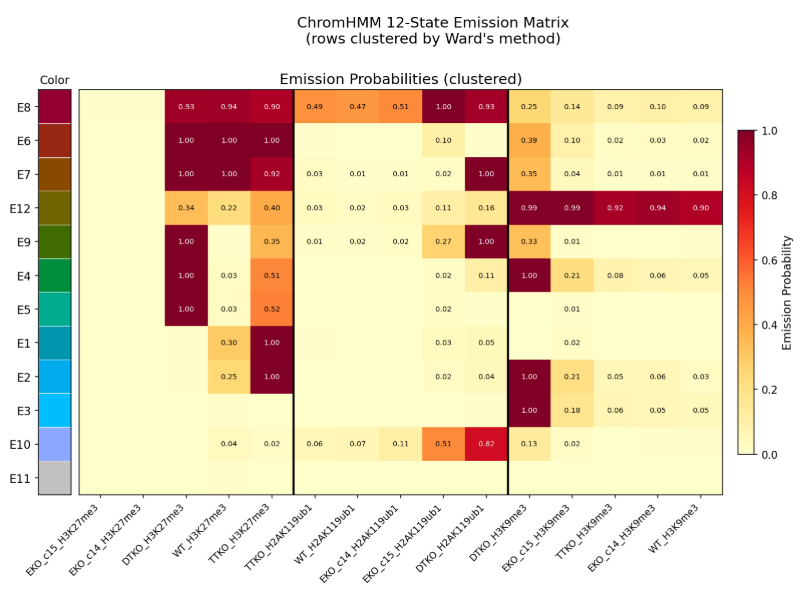 ChromHMM 12-State Emission Matrix
(rows clustered by Ward's method)
Color
Emission Probabilities (clustered)
E8 0.93 0.94 0.90 0.49 0.47 0.51 1.00 0.93 0.25 0.14 0.09 0.10 0.09
E6 1.00 1.00 1.00 0.10 0.39 0.10 0.02 0.03 0.02
E7 1.00 1.00 0.92 0.03 0.01 0.01 0.02 1.00 0.35 0.04 0.01 0.01 0.01
E12 0.34 0.22 0.40 0.03 0.02 0.03 0.11 0.16 0.99 0.99 0.92 0.94 0.90
E9 1.00 0.35 0.01 0.02 0.02 0.27 1.00 0.33 0.01
E4 1.00 0.03 0.51 0.02 0.11 1.00 0.21 0.08 0.06 0.05
E5 1.00 0.03 0.52 0.02 0.01
E1 0.30 1.00 0.03 0.05 0.02
E2 0.25 1.00 0.02 0.04 1.00 0.21 0.05 0.06 0.03
E3 1.00 0.18 0.06 0.05 0.05
E10 0.04 0.02 0.06 0.07 0.11 0.51 0.82 0.13 0.02
E11
EKO_c15_H3K27me3
EKO_c14_H3K27me3
DTKO_H3K27me3
WT_H3K27me3
TTKO_H3K27me3
TTKO_H2AK119ub1
WT_H2AK119ub1
EKO_c14_H2AK119ub1
EKO_c15_H2AK119ub1
DTKO_H2AK119ub1
DTKO_H3K9me3
EKO_c15_H3K9me3
TTKO_H3K9me3
EKO_c14_H3K9me3
WT_H3K9me3
1.0
0.8
0.6
0.4
0.2
0.0
Emission Probability